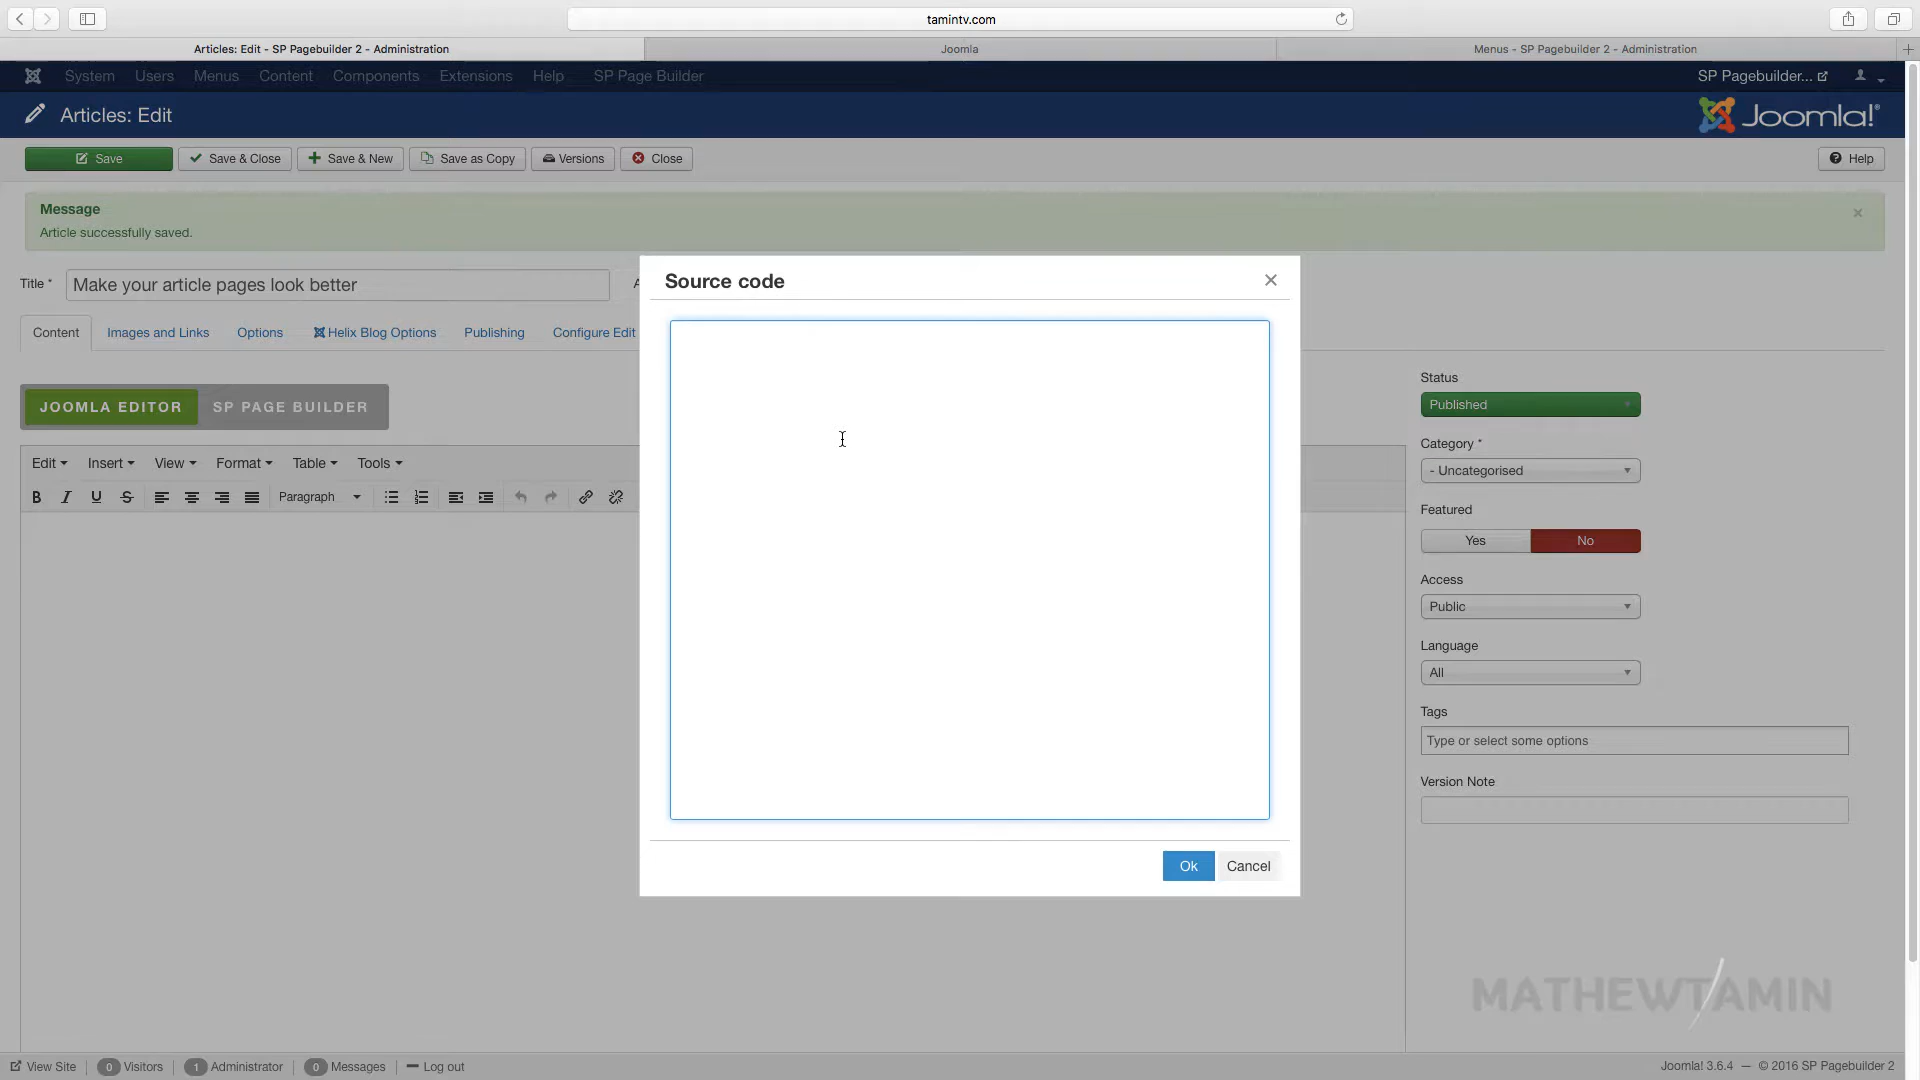 tamintv.com
Articles: Edit - SP Pagebuilder 2 - Administration
Joomla
Menus - SP Pagebuilder 2 - Administration
System Users Menus Content Components Extensions Help SP Page Builder
SP Pagebuilder...
Articles: Edit
Joomla!®
Save
Save & Close
Save & New
Save as Copy
Versions
Close
Help
Message
Article successfully saved.
Title *
Make your article pages look better
Content
Images and Links
Options
Helix Blog Options
Publishing
Configure Edit
JOOMLA EDITOR
SP PAGE BUILDER
Edit Insert View Format Table Tools
B I U S
Paragraph
Source code
Ok
Cancel
Status
Published
Category *
- Uncategorised
Featured
Yes
No
Access
Public
Language
All
Tags
Type or select some options
Version Note
MATHEWTAMIN
View Site
0 Visitors
1 Administrator
0 Messages
Log out
Joomla! 3.6.4 — © 2016 SP Pagebuilder 2